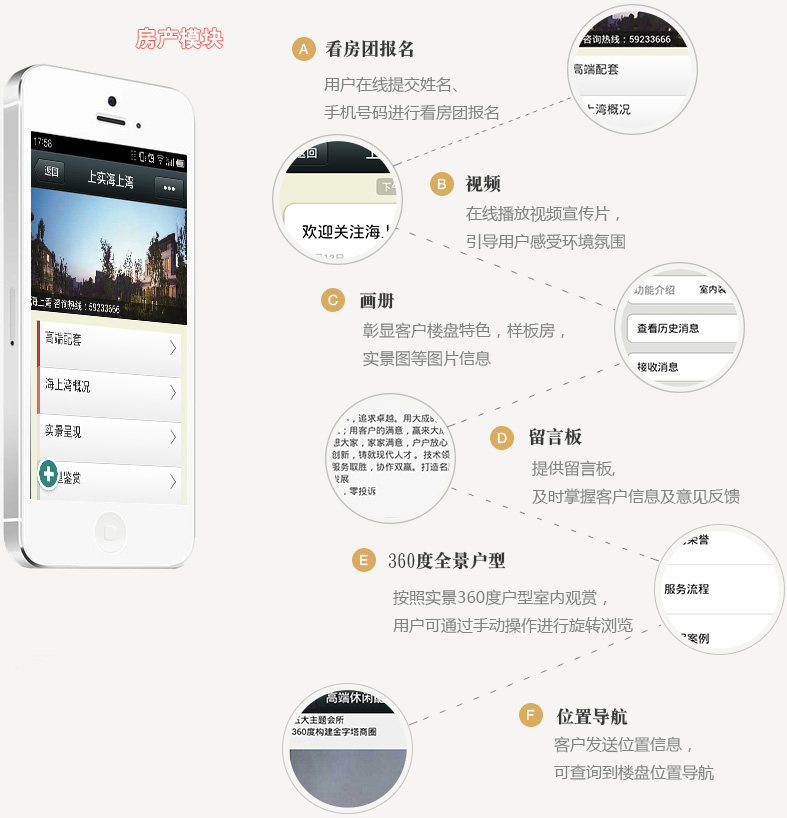 房产模块
17:58
返回
上实海上湾
海上湾 咨询热线：59233666
高端配套
海上湾概况
实景呈现
型鉴赏
A 看房团报名
用户在线提交姓名、
手机号码进行看房团报名
咨询热线：59233666
高端配套
上湾概况
返回
下午
欢迎关注海上
B 视频
在线播放视频宣传片，
引导用户感受环境氛围
C 画册
彰显客户楼盘特色，样板房，
实景图等图片信息
功能介绍 室内装
查看历史消息
接收消息
，追求卓越。用大成
；用客户的满意，赢来大
想大家，家家满意，户户放心
创新，铸就现代人才 。技术领
服务取胜，协作双赢。打造名
发展
，零投诉
D 留言板
提供留言板,
及时掌握客户信息及意见反馈
荣誉
服务流程
案例
E 360度全景户型
按照实景360度户型室内观赏，
用户可通过手动操作进行旋转浏览
高端休闲
五大主题会所
360度构建金字塔商圈
F 位置导航
客户发送位置信息，
可查询到楼盘位置导航